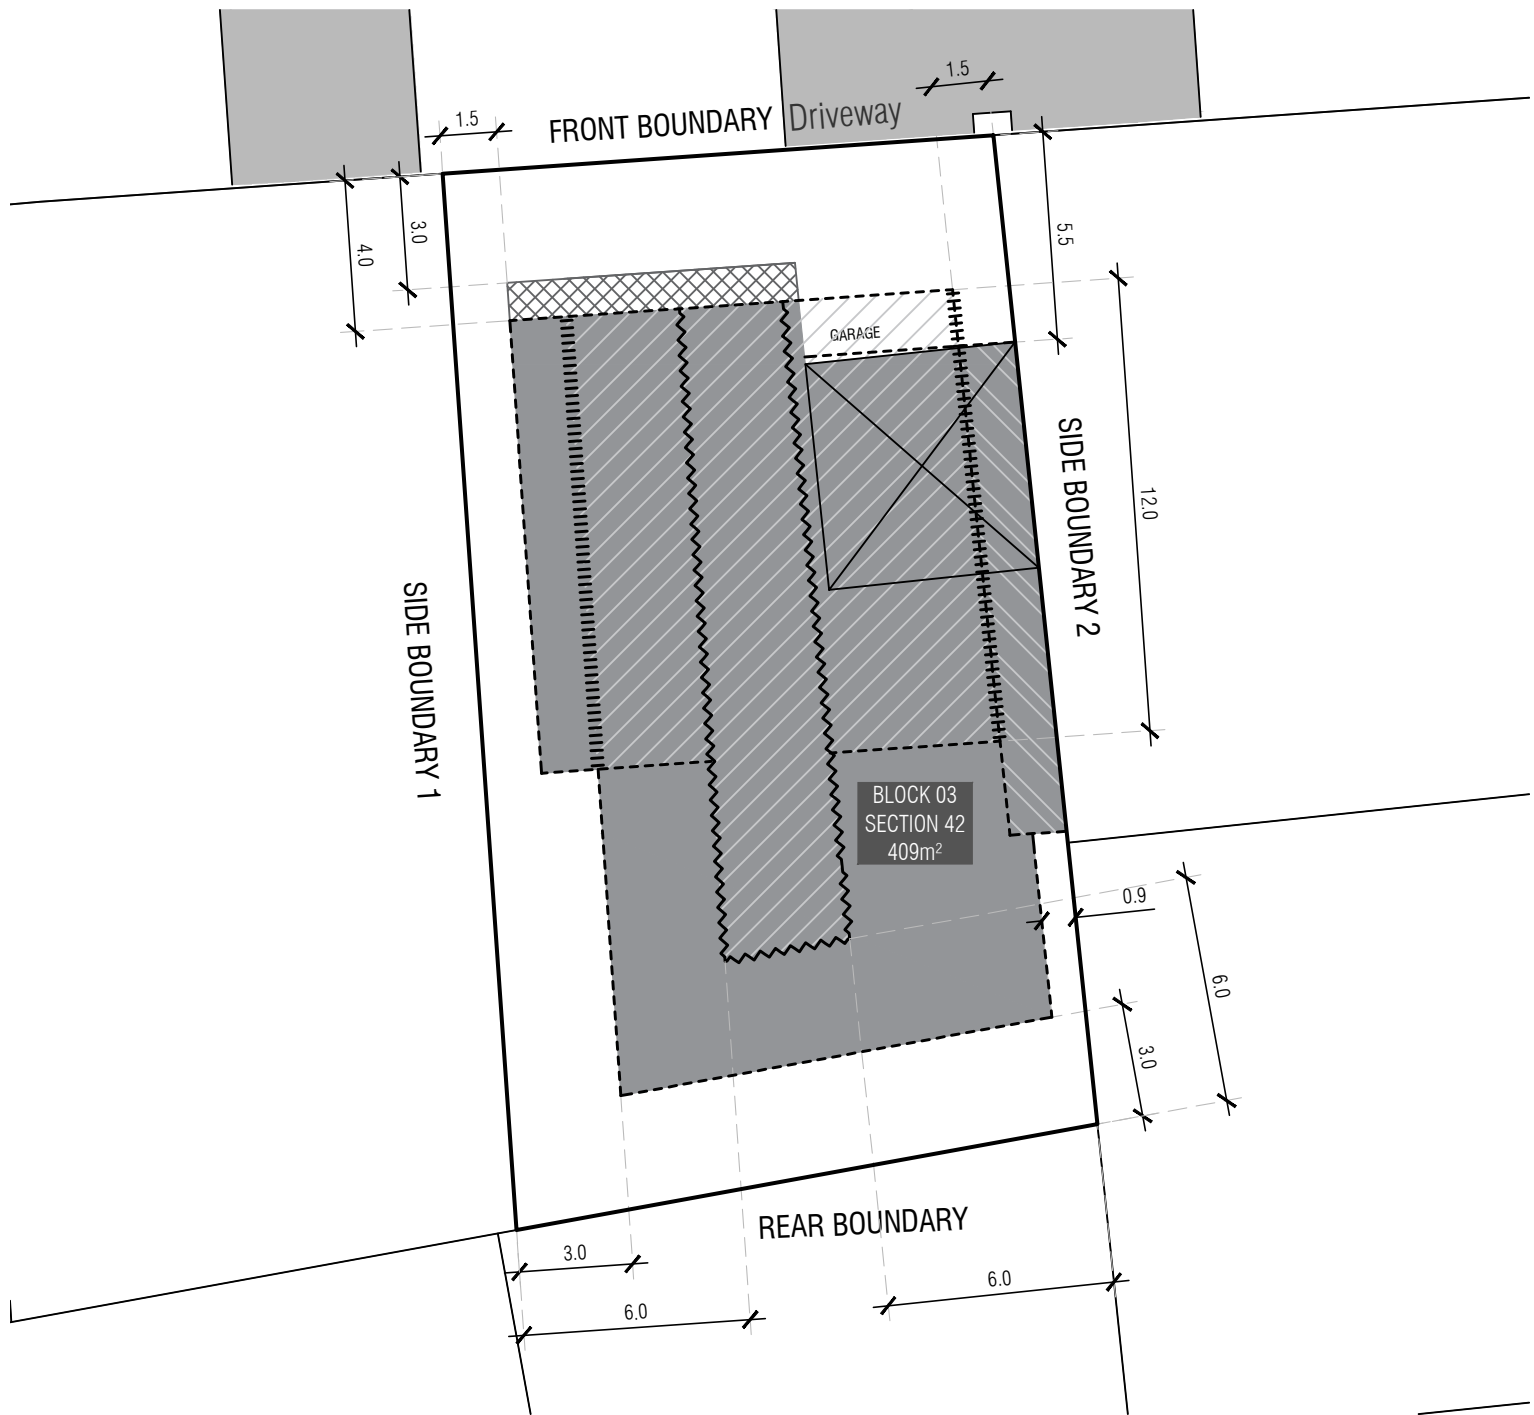 1.5
1.5
FRONT BOUNDARY
Driveway
3.0
4.0
5.5
GARAGE
SIDE BOUNDARY 2
12.0
SIDE BOUNDARY 1
BLOCK 03
SECTION 42
409m²
0.9
6.0
3.0
REAR BOUNDARY
3.0
6.0
6.0